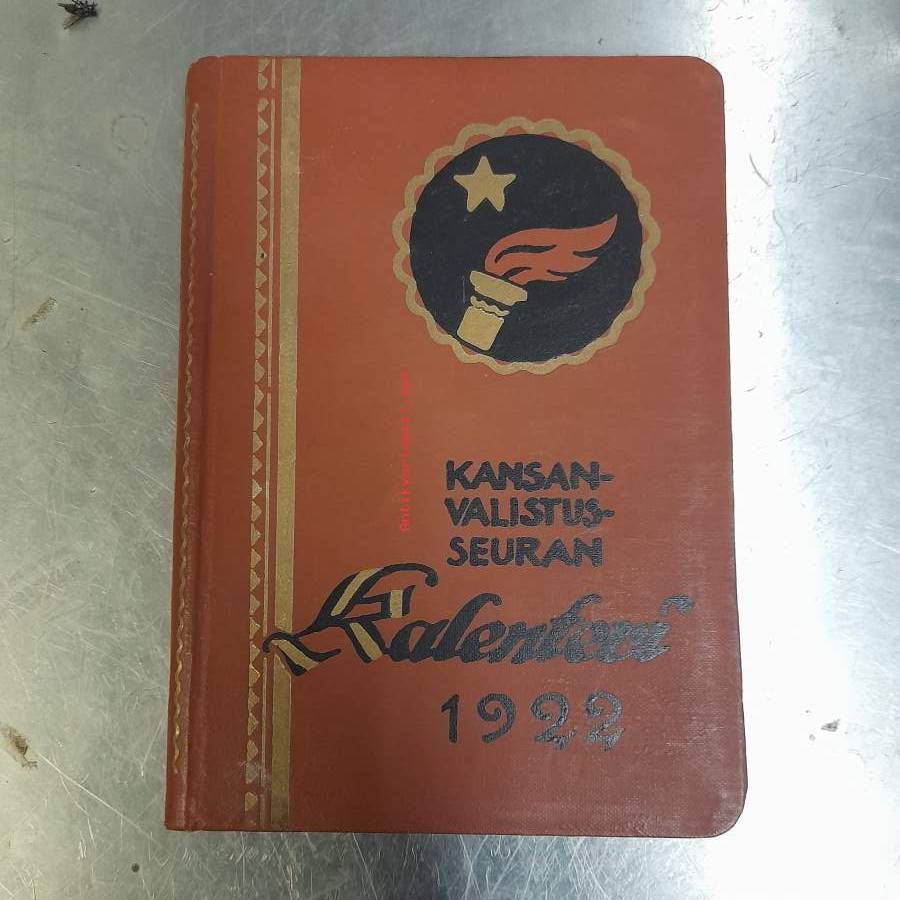 KANSAN-
VALISTUS-
SEURAN
Kalenteri
1922